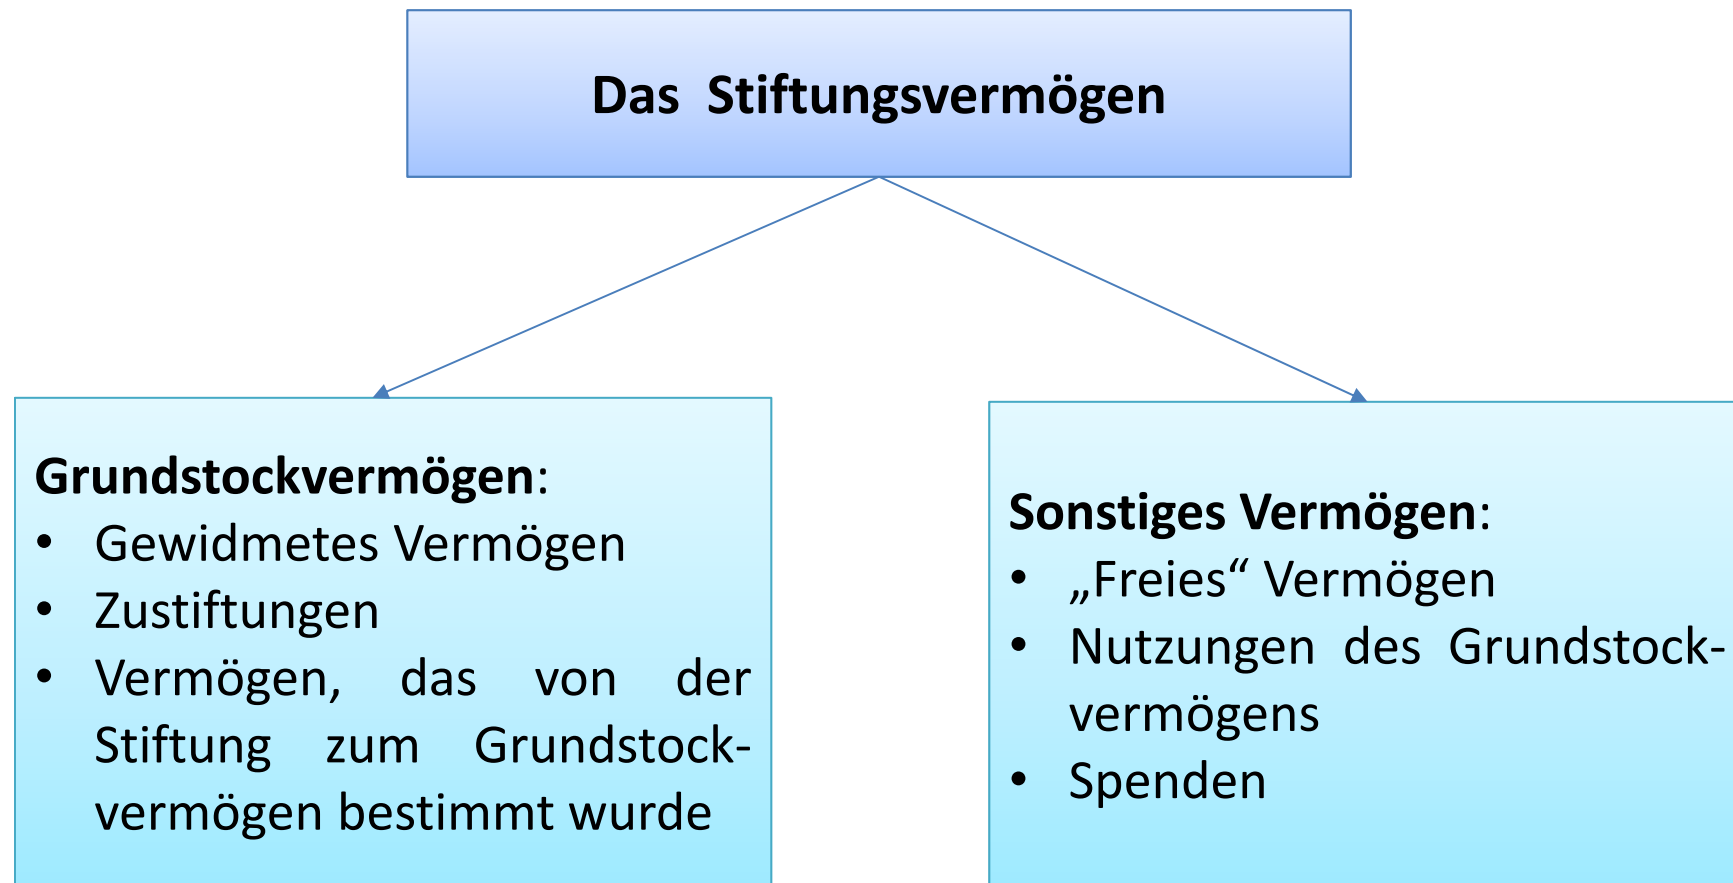 Das Stiftungsvermögen
Grundstockvermögen:
• Gewidmetes Vermögen
• Zustiftungen
• Vermögen, das von der
Stiftung zum Grundstock-
vermögen bestimmt wurde
Sonstiges Vermögen:
• „Freies“ Vermögen
• Nutzungen des Grundstock-
vermögens
• Spenden